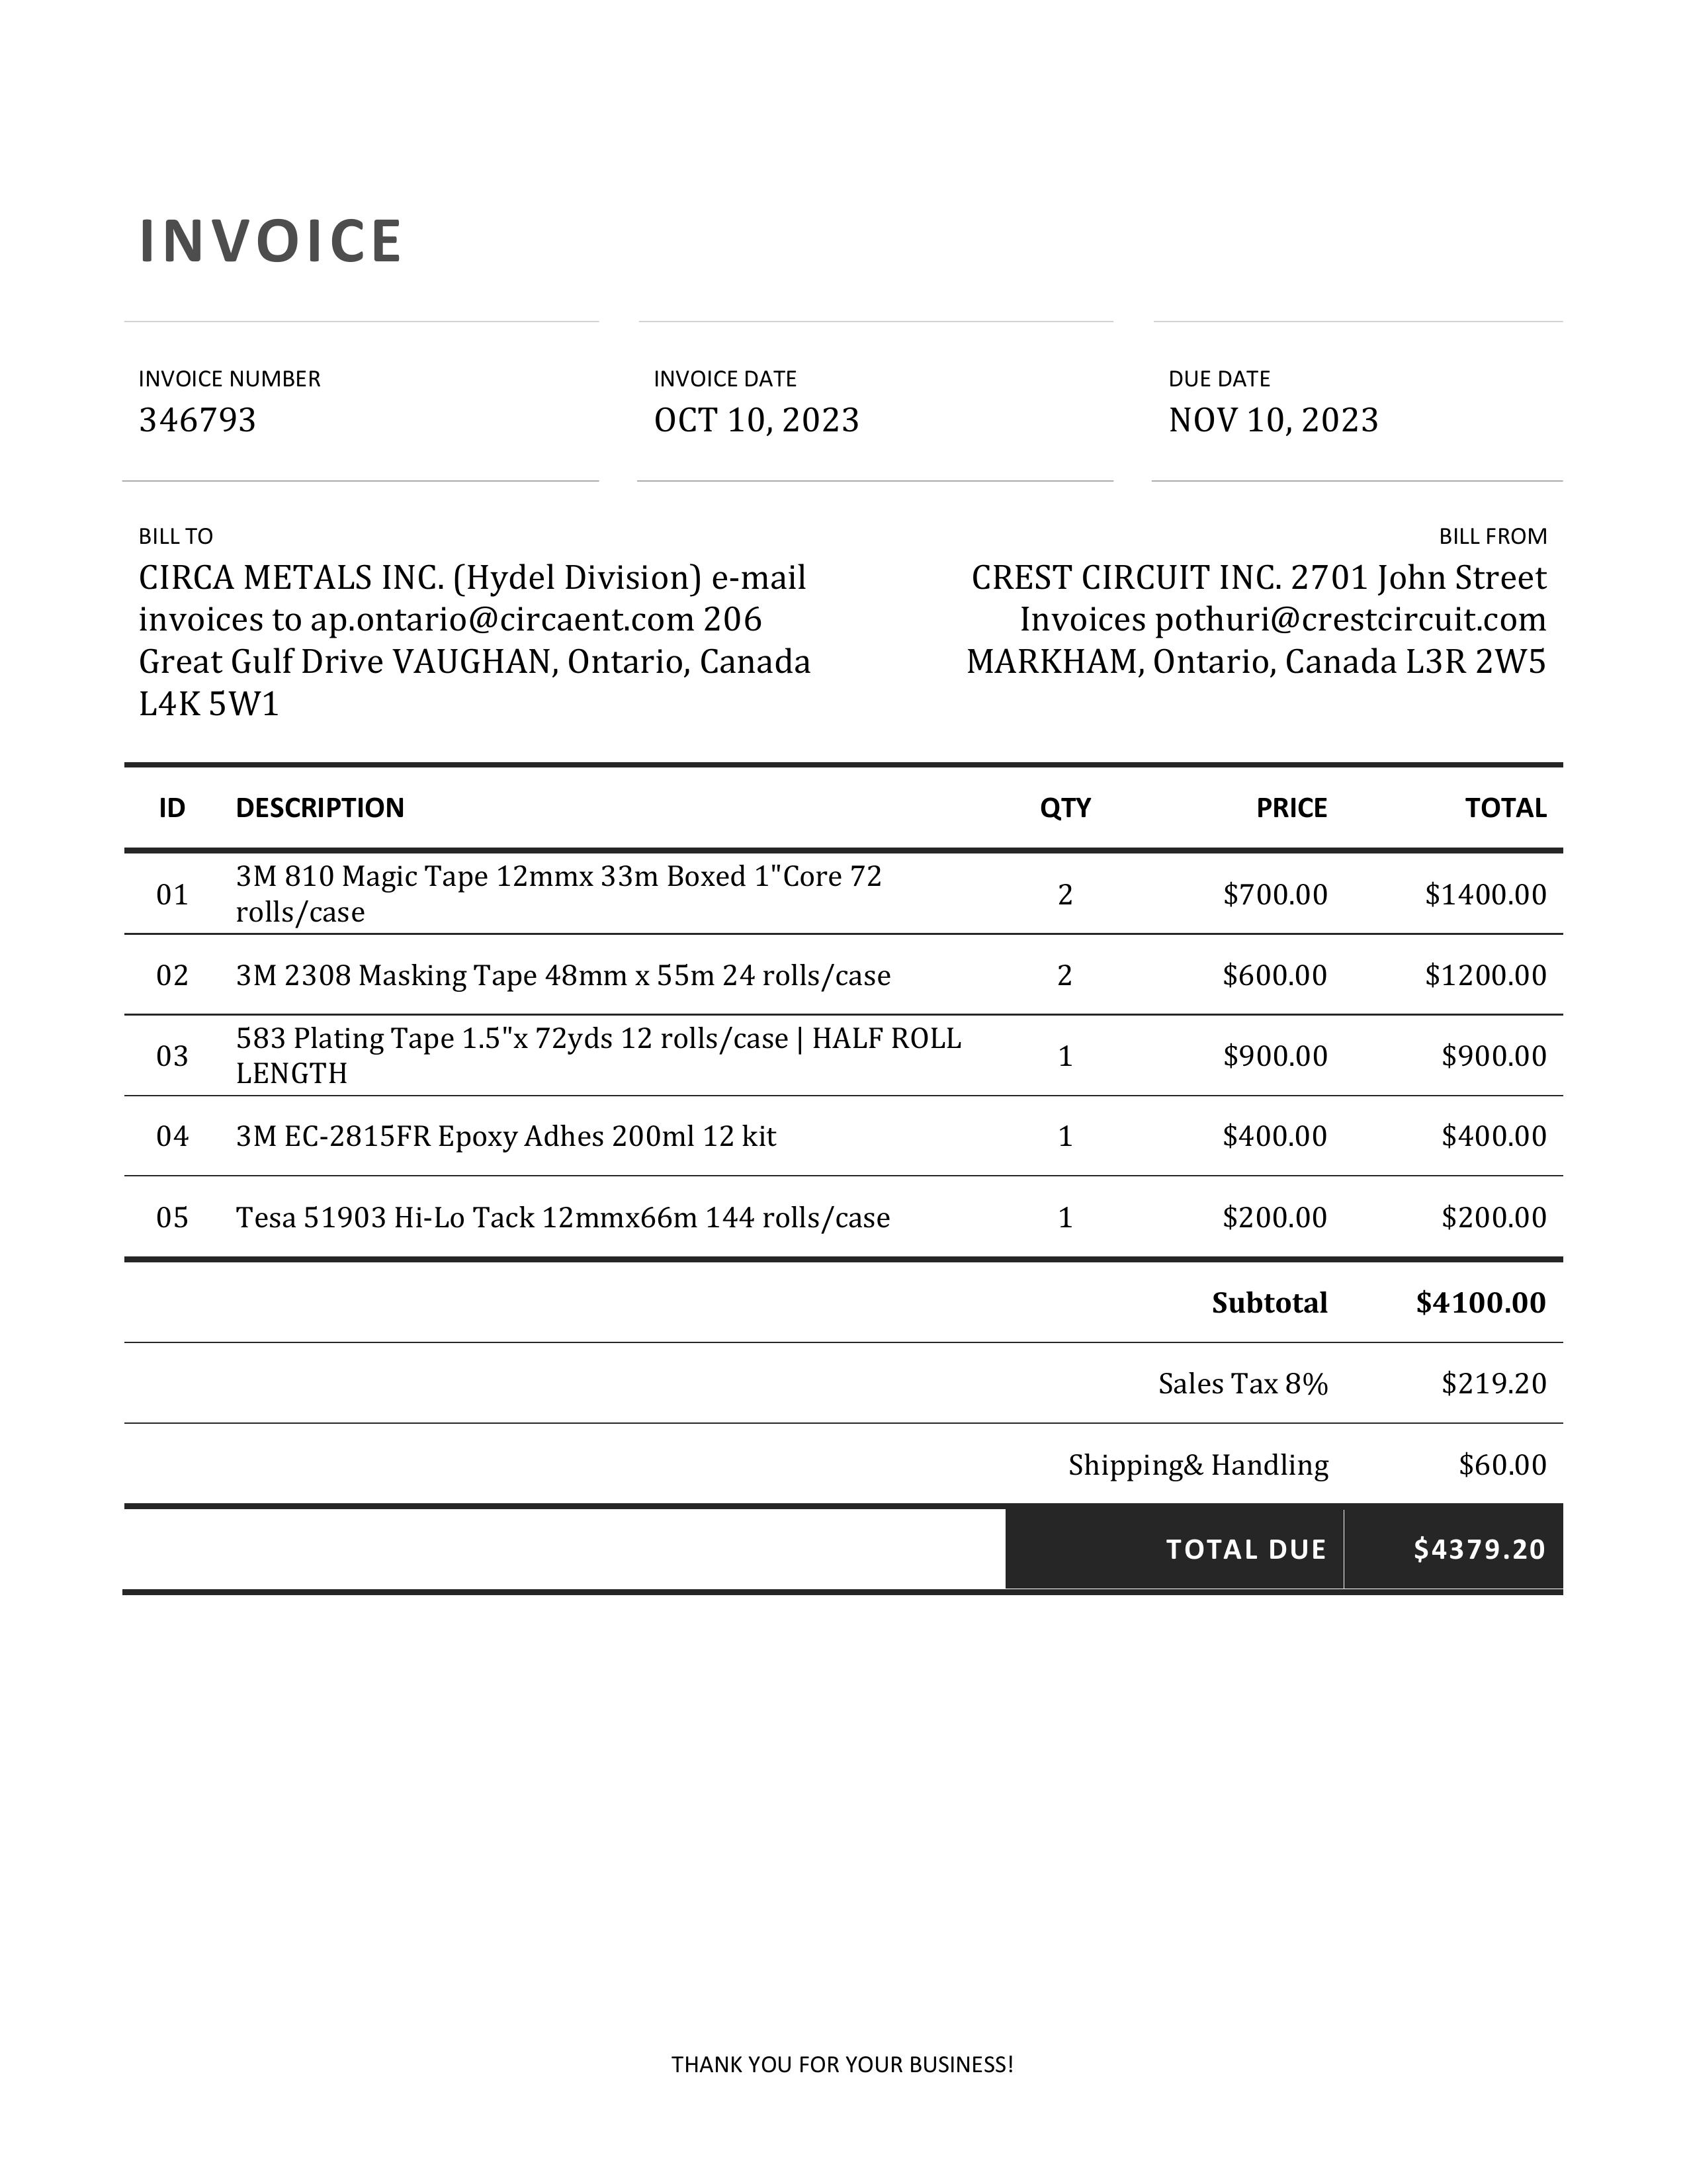 INVOICE
INVOICE NUMBER
346793
INVOICE DATE
OCT 10, 2023
DUE DATE
NOV 10, 2023
BILL TO
CIRCA METALS INC. (Hydel Division) e-mail
invoices to ap.ontario@circaent.com 206
Great Gulf Drive VAUGHAN, Ontario, Canada
L4K 5W1
BILL FROM
CREST CIRCUIT INC. 2701 John Street
Invoices pothuri@crestcircuit.com
MARKHAM, Ontario, Canada L3R 2W5
ID DESCRIPTION QTY PRICE TOTAL
01 3M 810 Magic Tape 12mmx 33m Boxed 1"Core 72
rolls/case 2 $700.00 $1400.00
02 3M 2308 Masking Tape 48mm x 55m 24 rolls/case 2 $600.00 $1200.00
03 583 Plating Tape 1.5"x 72yds 12 rolls/case | HALF ROLL
LENGTH 1 $900.00 $900.00
04 3M EC-2815FR Epoxy Adhes 200ml 12 kit 1 $400.00 $400.00
05 Tesa 51903 Hi-Lo Tack 12mmx66m 144 rolls/case 1 $200.00 $200.00
Subtotal $4100.00
Sales Tax 8% $219.20
Shipping& Handling $60.00
TOTAL DUE $4379.20
THANK YOU FOR YOUR BUSINESS!